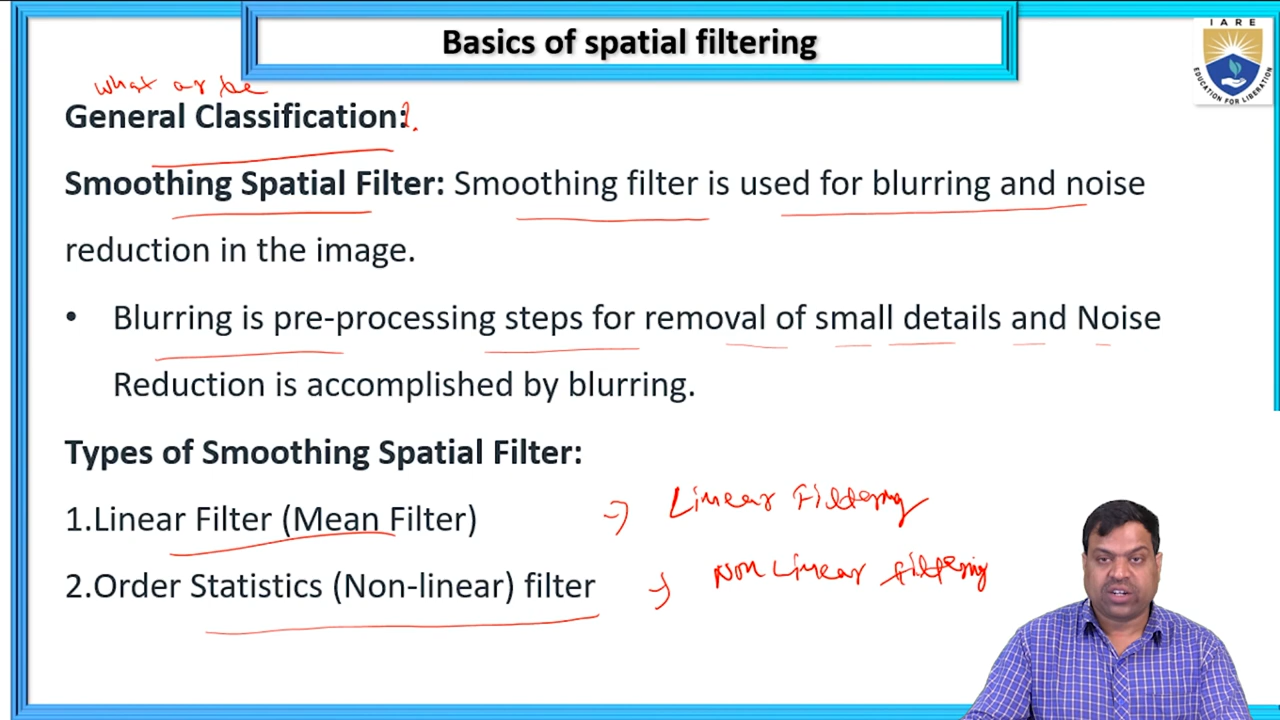 Basics of spatial filtering
IARE
EDUCATION FOR LIBERATION
General Classification:
Smoothing Spatial Filter: Smoothing filter is used for blurring and noise
reduction in the image.
• Blurring is pre-processing steps for removal of small details and Noise
Reduction is accomplished by blurring.
Types of Smoothing Spatial Filter:
1.Linear Filter (Mean Filter)
Linear Filtering
2.Order Statistics (Non-linear) filter
Non Linear filtering